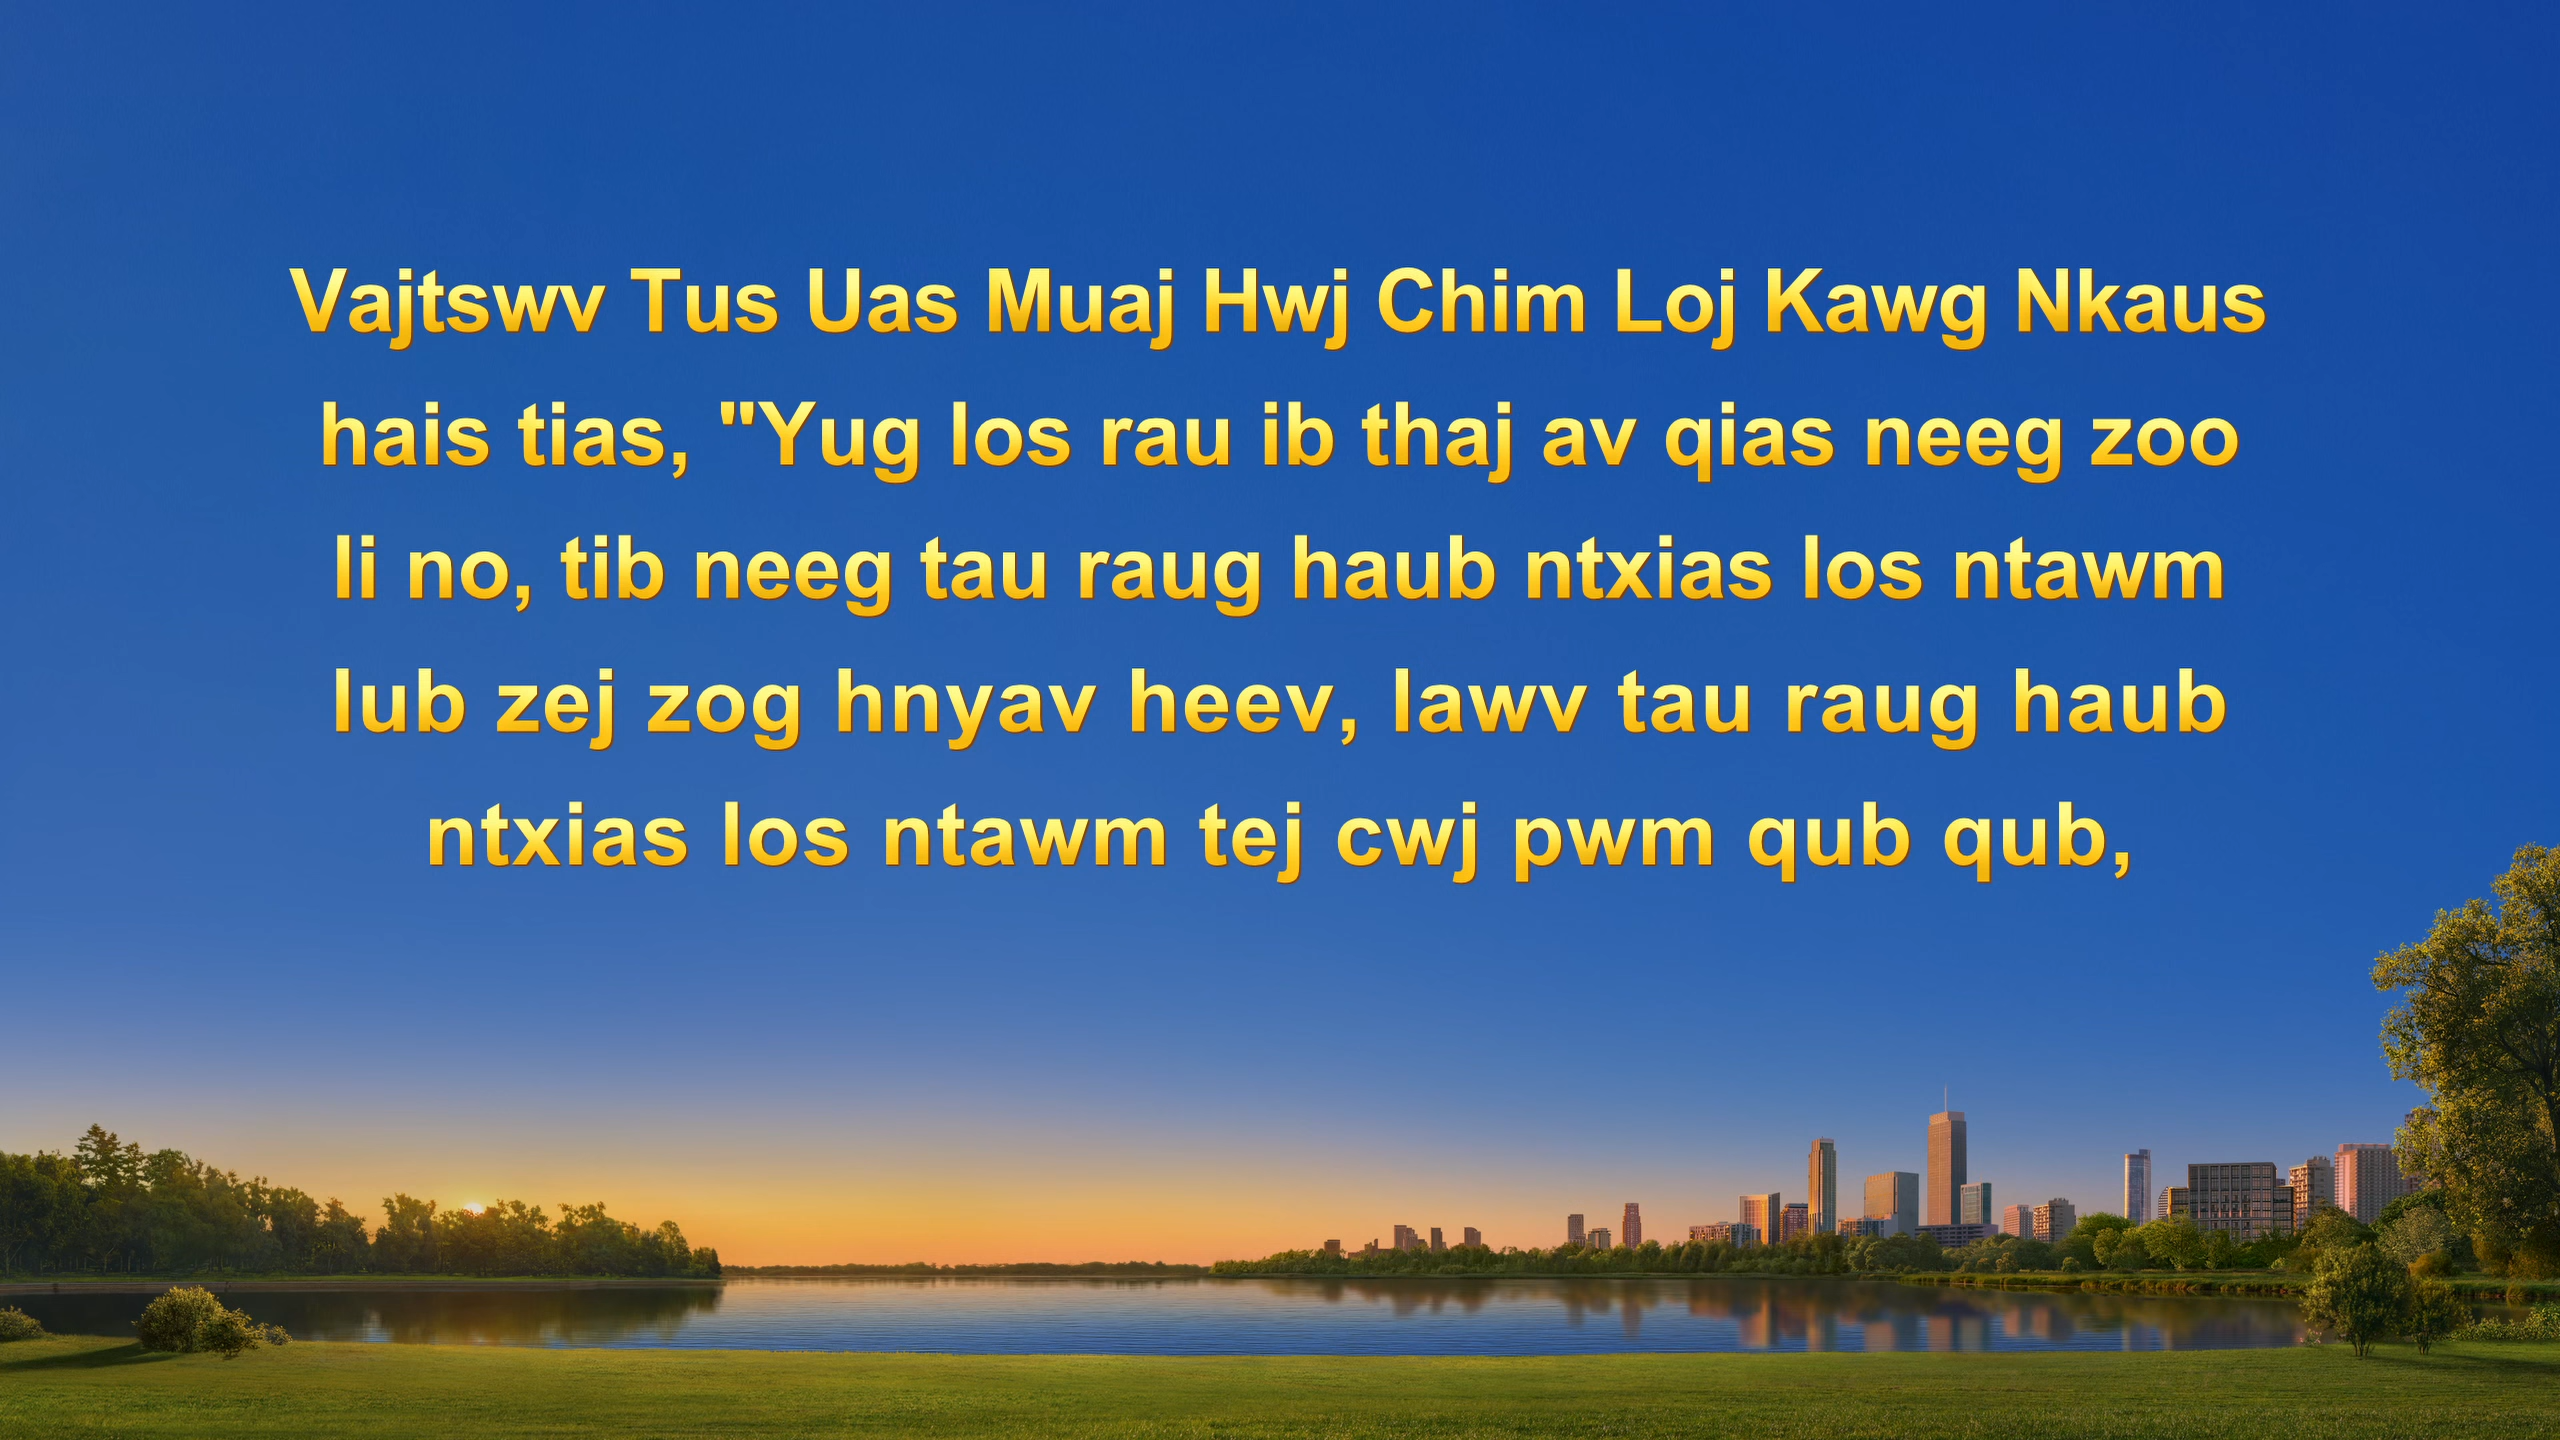 Vajtswv Tus Uas Muaj Hwj Chim Loj Kawg Nkaus
hais tias, "Yug los rau ib thaj av qias neeg zoo
li no, tib neeg tau raug haub ntxias los ntawm
lub zej zog hnyav heev, lawv tau raug haub
ntxias los ntawm tej cwj pwm qub qub,